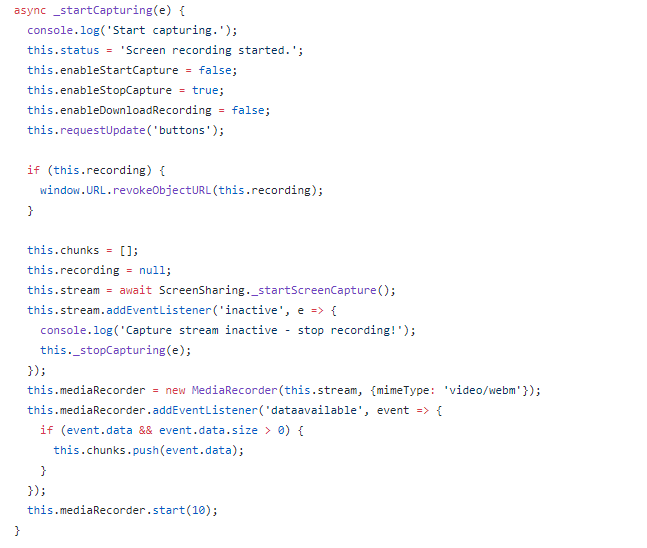 async _startCapturing(e) {
  console.log('Start capturing.');
  this.status = 'Screen recording started.';
  this.enableStartCapture = false;
  this.enableStopCapture = true;
  this.enableDownloadRecording = false;
  this.requestUpdate('buttons');

  if (this.recording) {
    window.URL.revokeObjectURL(this.recording);
  }

  this.chunks = [];
  this.recording = null;
  this.stream = await ScreenSharing._startScreenCapture();
  this.stream.addEventListener('inactive', e => {
    console.log('Capture stream inactive - stop recording!');
    this._stopCapturing(e);
  });
  this.mediaRecorder = new MediaRecorder(this.stream, {mimeType: 'video/webm'});
  this.mediaRecorder.addEventListener('dataavailable', event => {
    if (event.data && event.data.size > 0) {
      this.chunks.push(event.data);
    }
  });
  this.mediaRecorder.start(10);
}